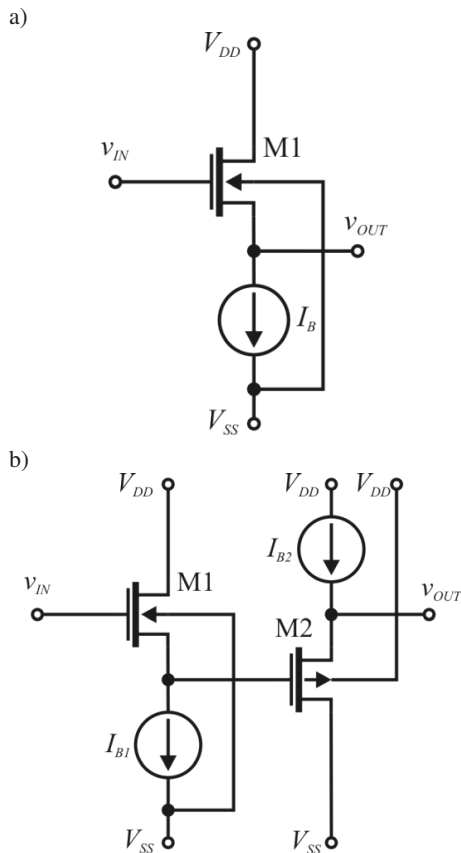 a)
V_DD
v_IN
M1
v_OUT
I_B
V_SS
b)
V_DD V_DD V_DD
I_B2
v_IN
M1
v_OUT
M2
I_B1
V_SS V_SS